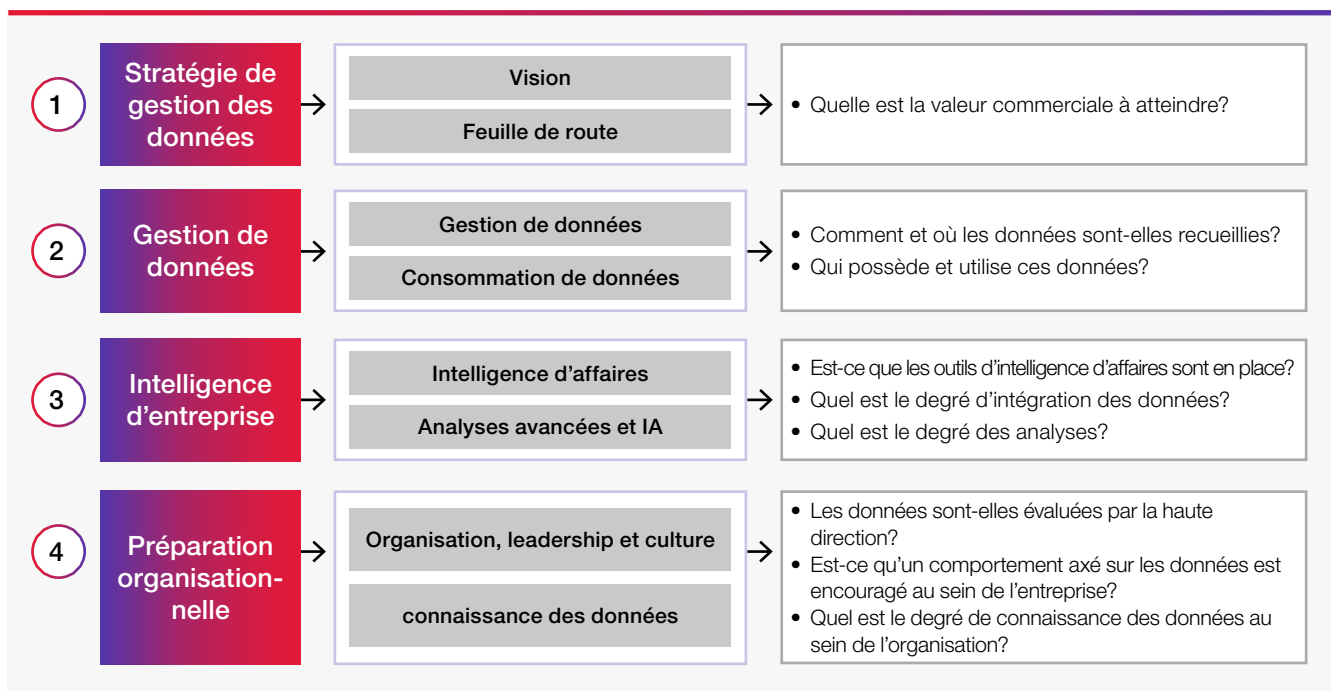 1
Stratégie de
gestion des
données
Vision
Feuille de route
• Quelle est la valeur commerciale à atteindre?
2
Gestion de
données
Gestion de données
Consommation de données
• Comment et où les données sont-elles recueillies?
• Qui possède et utilise ces données?
3
Intelligence
d'entreprise
Intelligence d'affaires
Analyses avancées et IA
• Est-ce que les outils d'intelligence d'affaires sont en place?
• Quel est le degré d'intégration des données?
• Quel est le degré des analyses?
4
Préparation
organisation-
nelle
Organisation, leadership et culture
connaissance des données
• Les données sont-elles évaluées par la haute
direction?
• Est-ce qu'un comportement axé sur les données est
encouragé au sein de l'entreprise?
• Quel est le degré de connaissance des données au
sein de l'organisation?